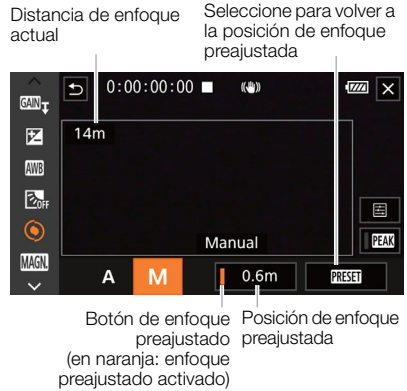 Distancia de enfoque
actual
Seleccione para volver a
la posición de enfoque
preajustada
0:00:00:00
GAIN
14m
AWB
OFF
PEAK
Manual
MAGN.
A M 0.6m PRESET
Botón de enfoque
preajustado
(en naranja: enfoque
preajustado activado)
Posición de enfoque
preajustada